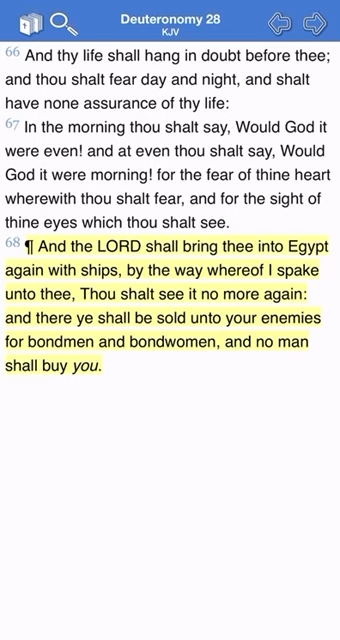 Deuteronomy 28
KJV
66 And thy life shall hang in doubt before thee;
and thou shalt fear day and night, and shalt
have none assurance of thy life:
67 In the morning thou shalt say, Would God it
were even! and at even thou shalt say, Would
God it were morning! for the fear of thine heart
wherewith thou shalt fear, and for the sight of
thine eyes which thou shalt see.
68 ¶ And the LORD shall bring thee into Egypt
again with ships, by the way whereof I spake
unto thee, Thou shalt see it no more again:
and there ye shall be sold unto your enemies
for bondmen and bondwomen, and no man
shall buy you.